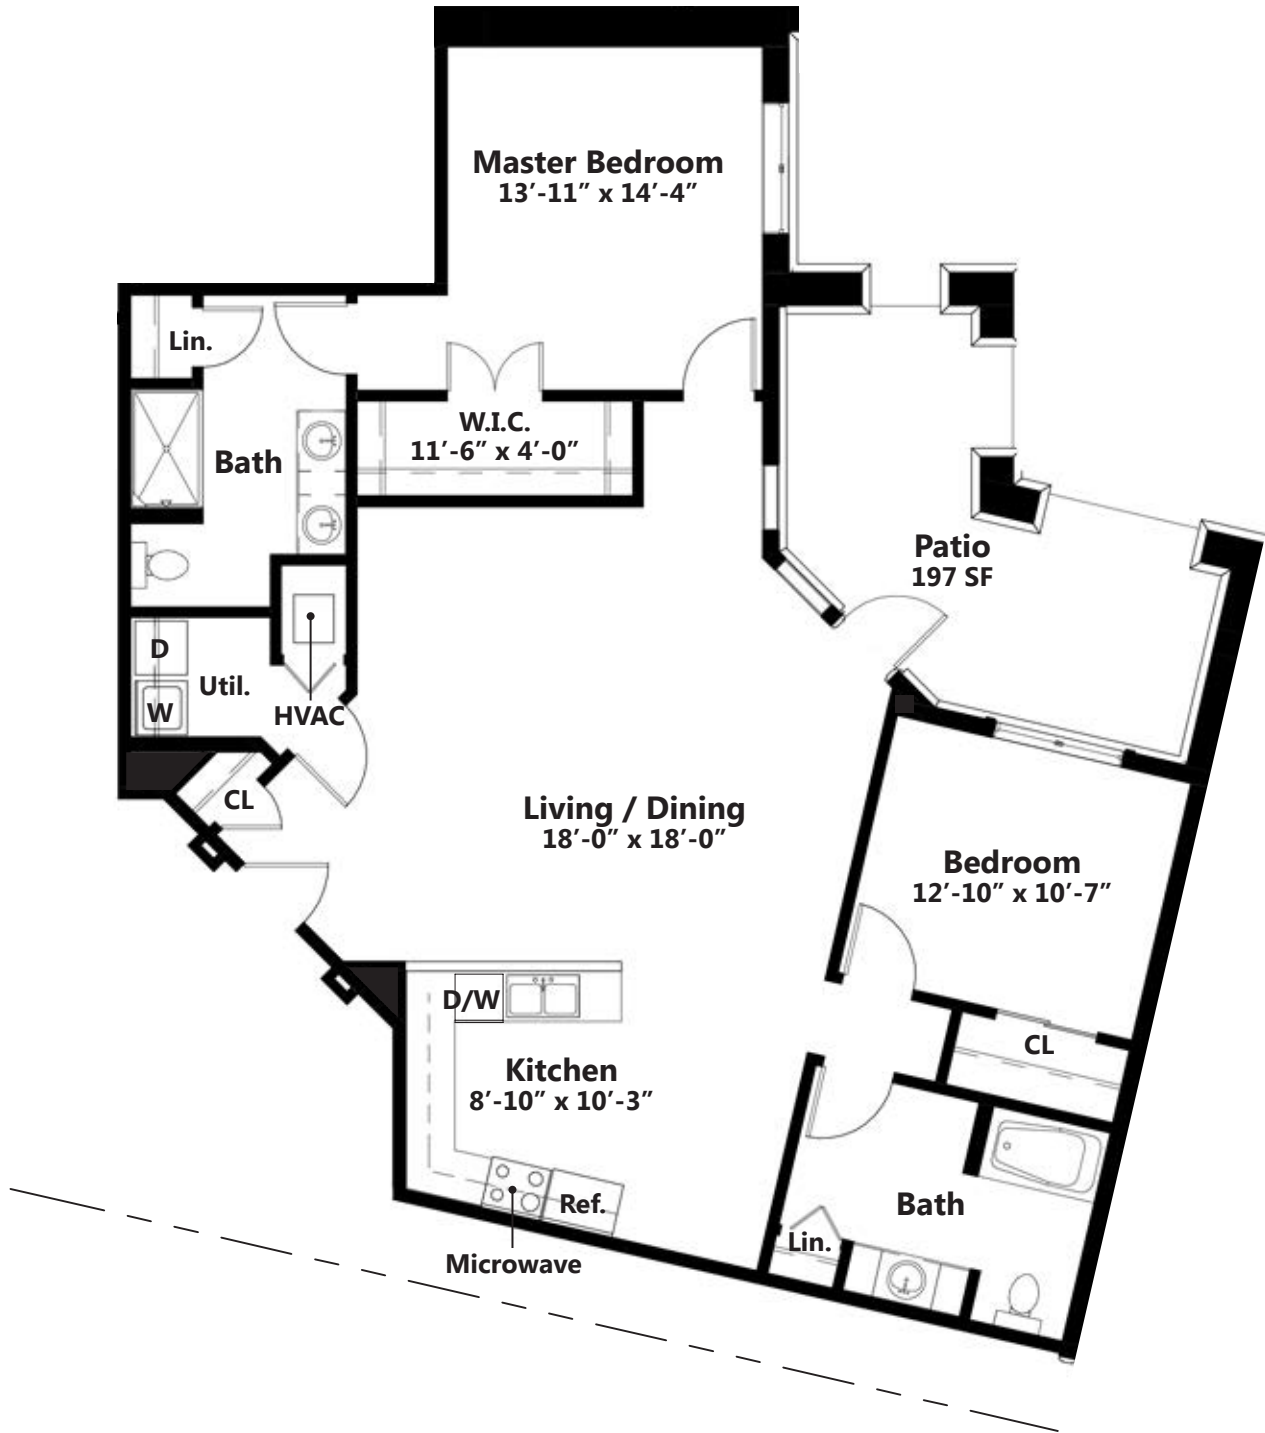 Master Bedroom
13’-11” x 14’-4”
Lin.
W.I.C.
11’-6” x 4’-0”
Bath
Patio
197 SF
D
Util.
W
HVAC
CL
Living / Dining
18’-0” x 18’-0”
Bedroom
12’-10” x 10’-7”
D/W
CL
Kitchen
8’-10” x 10’-3”
Ref.
Bath
Lin.
Microwave